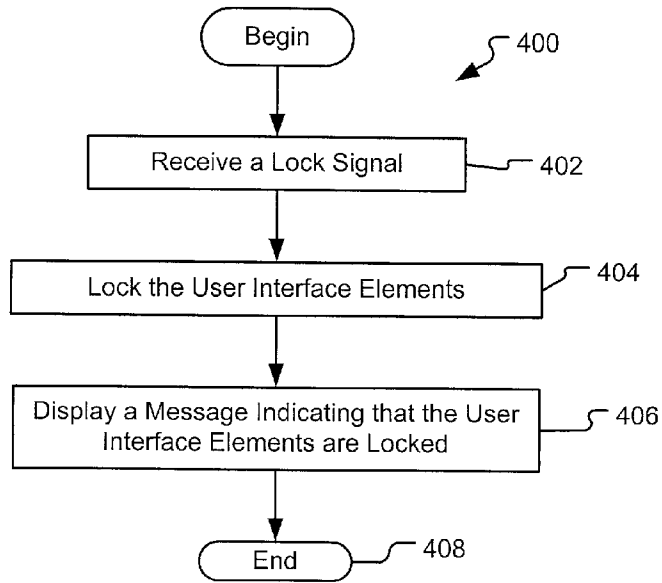 Begin
400
Receive a Lock Signal
402
Lock the User Interface Elements
404
Display a Message Indicating that the User
Interface Elements are Locked
406
End
408